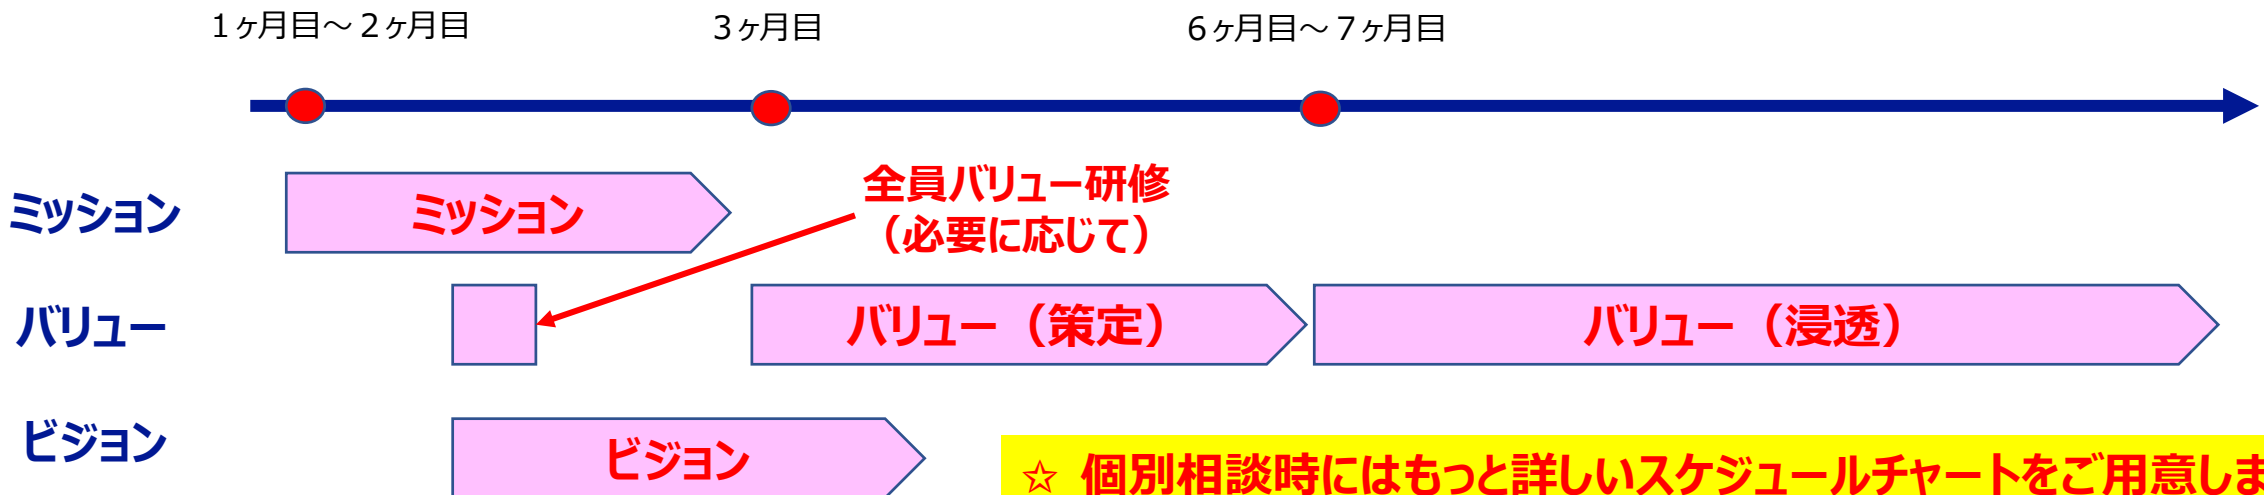 1ヶ月目～2ヶ月目
3ヶ月目
6ヶ月目～7ヶ月目
ミッション
ミッション
全員バリュー研修
（必要に応じて）
バリュー
バリュー（策定）
バリュー（浸透）
ビジョン
ビジョン
☆ 個別相談時にはもっと詳しいスケジュールチャートをご用意しま